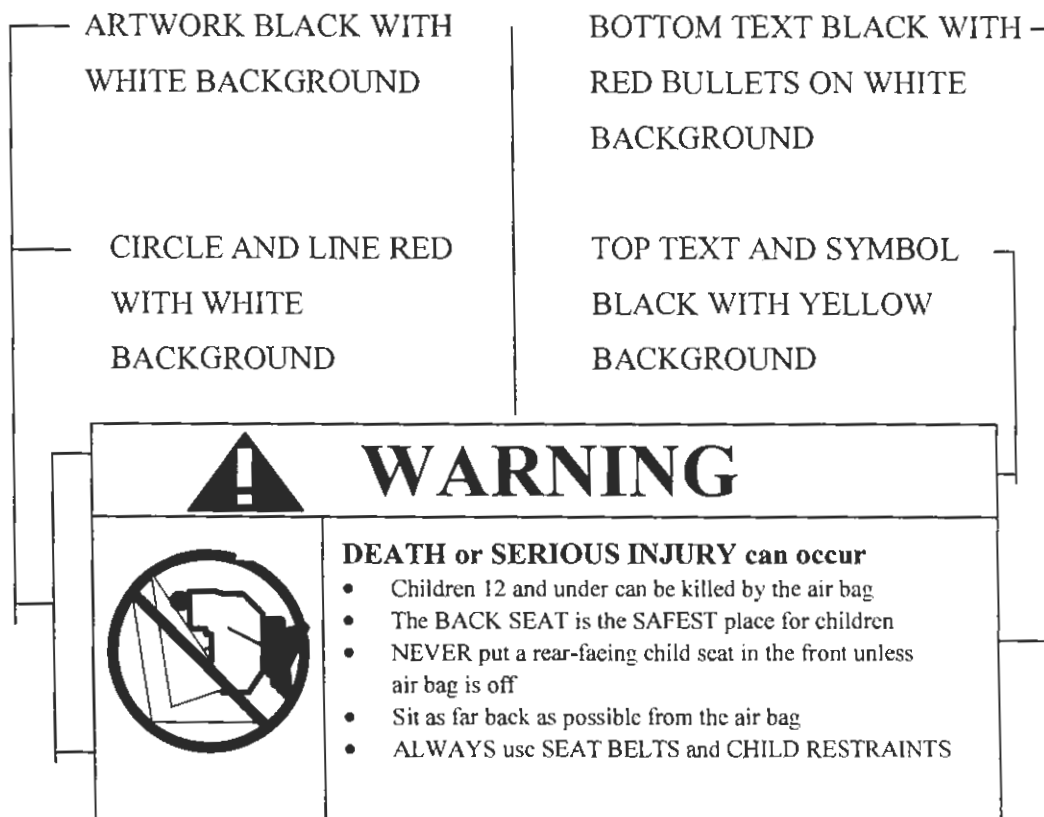 ARTWORK BLACK WITH
WHITE BACKGROUND
BOTTOM TEXT BLACK WITH
RED BULLETS ON WHITE
BACKGROUND
CIRCLE AND LINE RED
WITH WHITE
BACKGROUND
TOP TEXT AND SYMBOL
BLACK WITH YELLOW
BACKGROUND
! WARNING
DEATH or SERIOUS INJURY can occur
• Children 12 and under can be killed by the air bag
• The BACK SEAT is the SAFEST place for children
• NEVER put a rear-facing child seat in the front unless
air bag is off
• Sit as far back as possible from the air bag
• ALWAYS use SEAT BELTS and CHILD RESTRAINTS